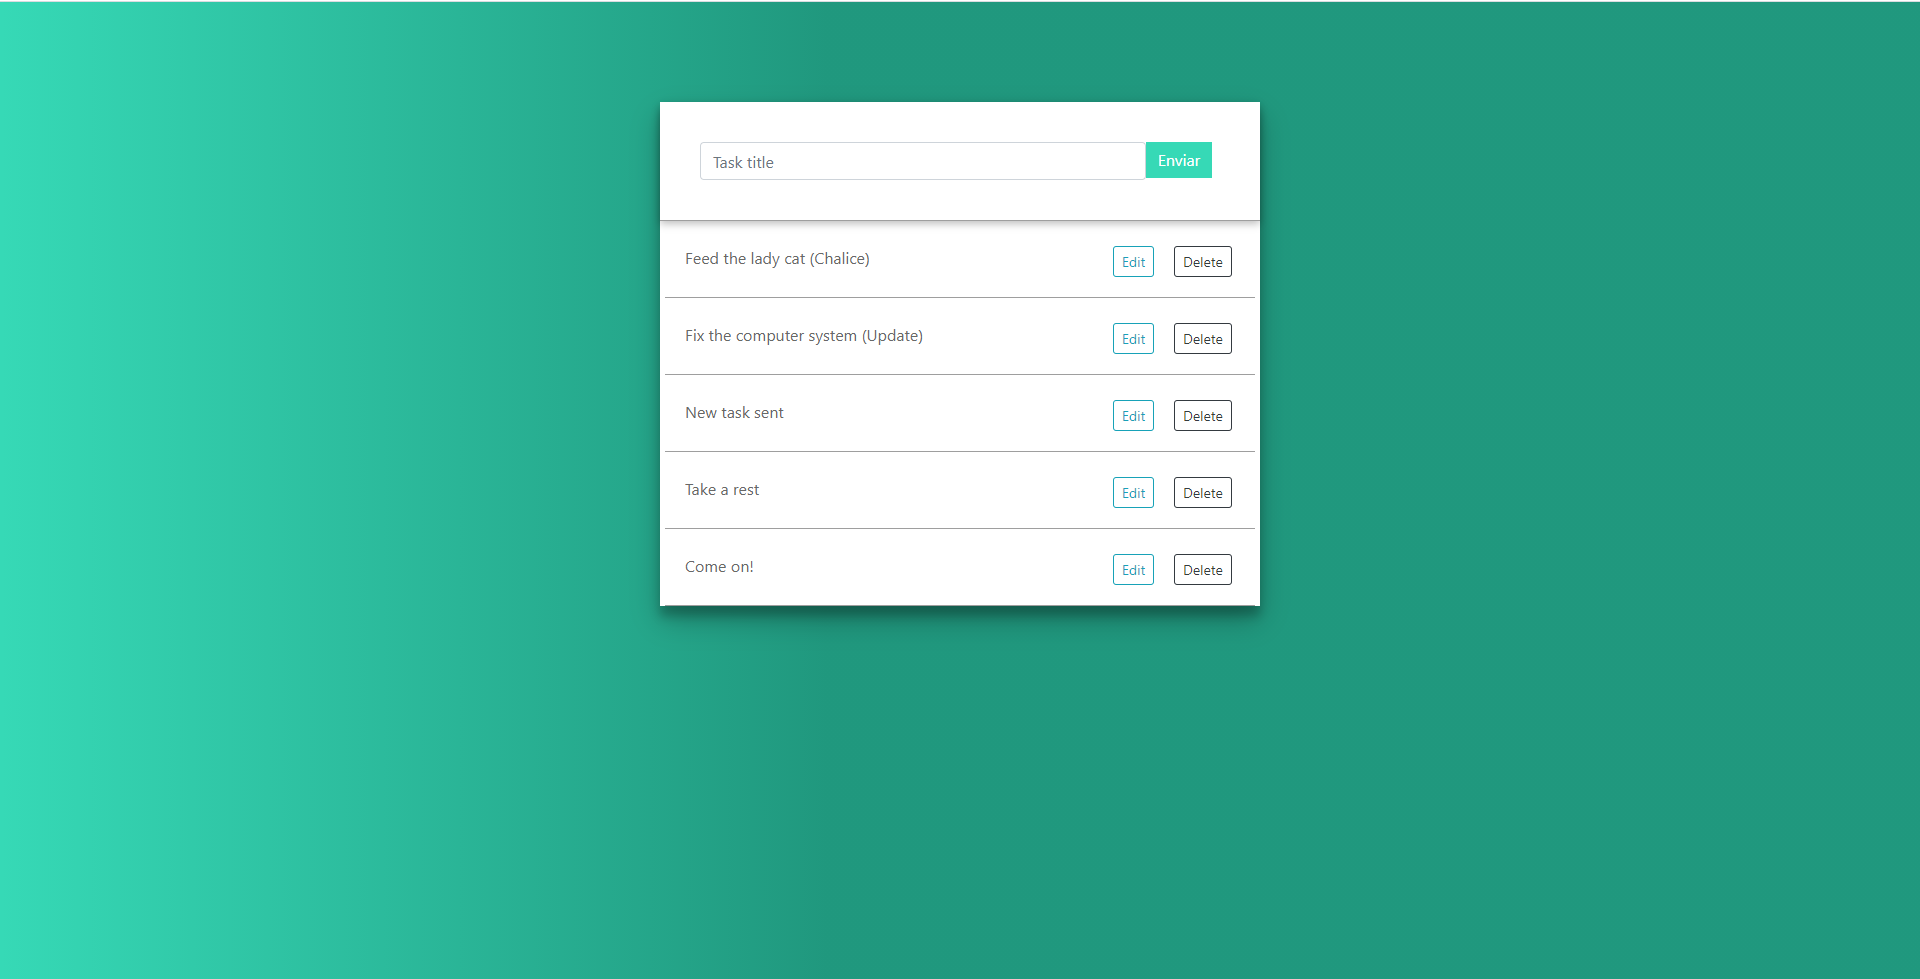 Task title Enviar
Feed the lady cat (Chalice) Edit Delete
Fix the computer system (Update) Edit Delete
New task sent Edit Delete
Take a rest Edit Delete
Come on! Edit Delete